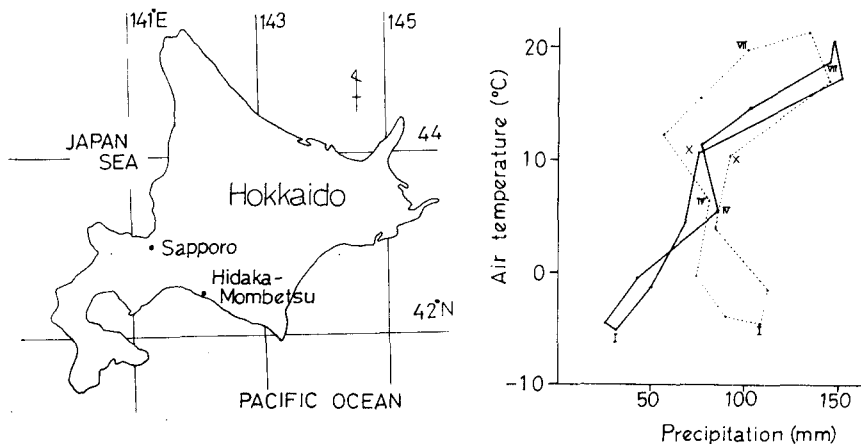 141°E
143
145
JAPAN
SEA
44
Hokkaido
Sapporo
Hidaka-
Mombetsu
42°N
PACIFIC OCEAN
Air temperature (°C)
20
10
0
-10
VII
VII
X
X
IV
IV
I
I
50
100
150
Precipitation (mm)